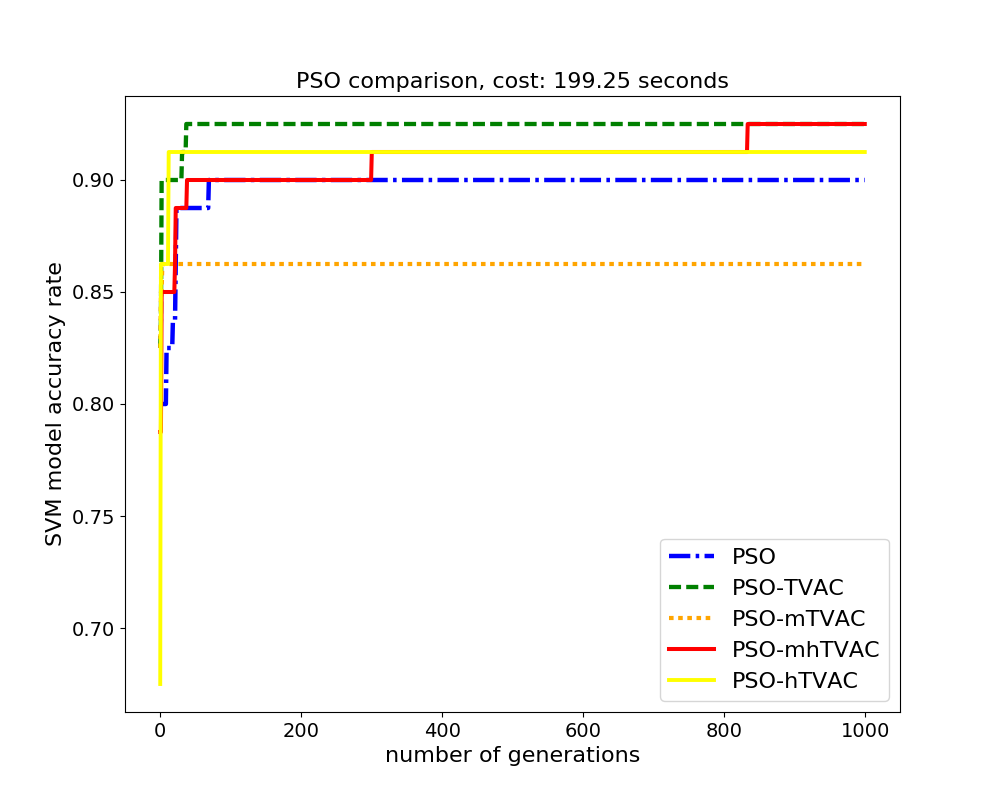 PSO comparison, cost: 199.25 seconds
SVM model accuracy rate
0.90
0.85
0.80
0.75
0.70
0
200
400
600
800
1000
number of generations
PSO
PSO-TVAC
PSO-mTVAC
PSO-mhTVAC
PSO-hTVAC